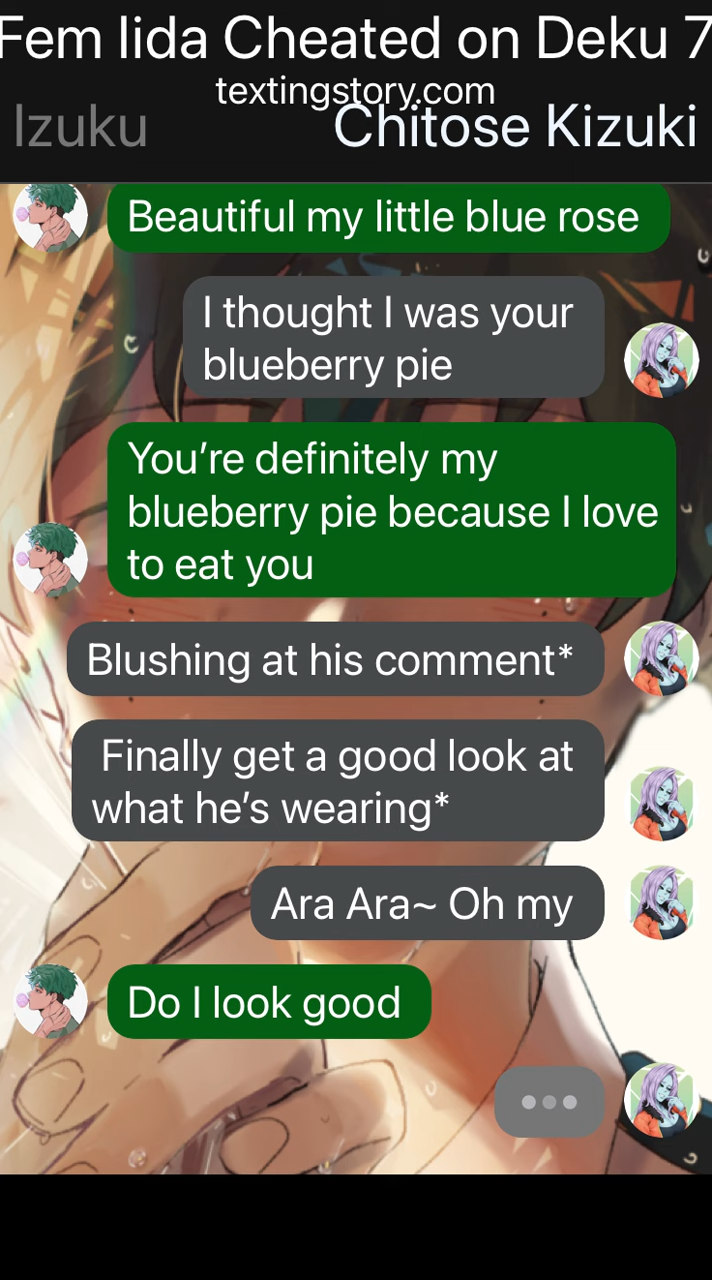 Fem Iida Cheated on Deku 7
textingstory.com
Izuku
Chitose Kizuki
Beautiful my little blue rose
I thought I was your
blueberry pie
You’re definitely my
blueberry pie because I love
to eat you
Blushing at his comment*
Finally get a good look at
what he’s wearing*
Ara Ara~ Oh my
Do I look good